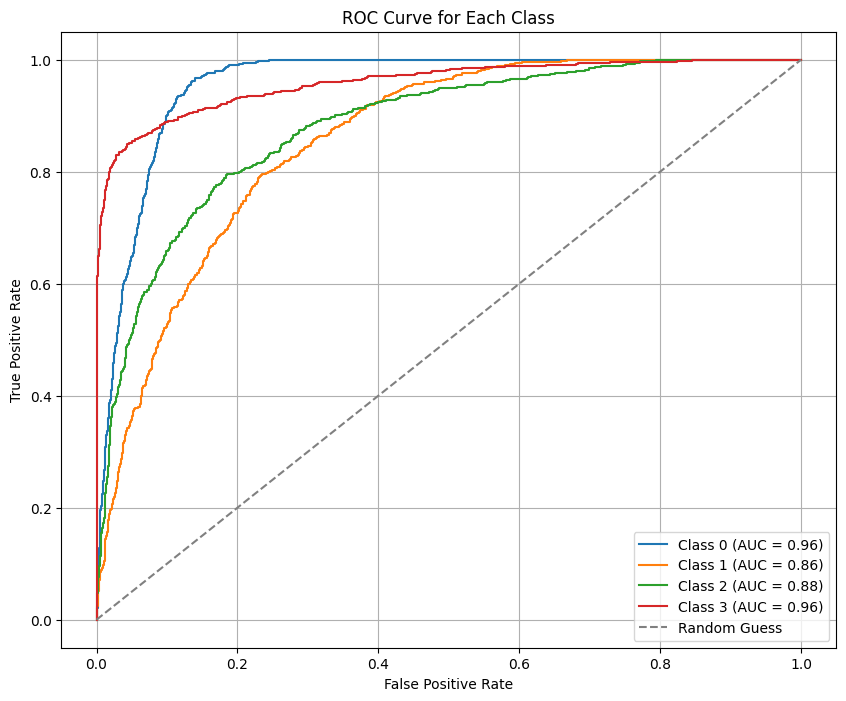 ROC Curve for Each Class
True Positive Rate
1.0
0.8
0.6
0.4
0.2
0.0
Class 0 (AUC = 0.96)
Class 1 (AUC = 0.86)
Class 2 (AUC = 0.88)
Class 3 (AUC = 0.96)
Random Guess
0.0 0.2 0.4 0.6 0.8 1.0
False Positive Rate